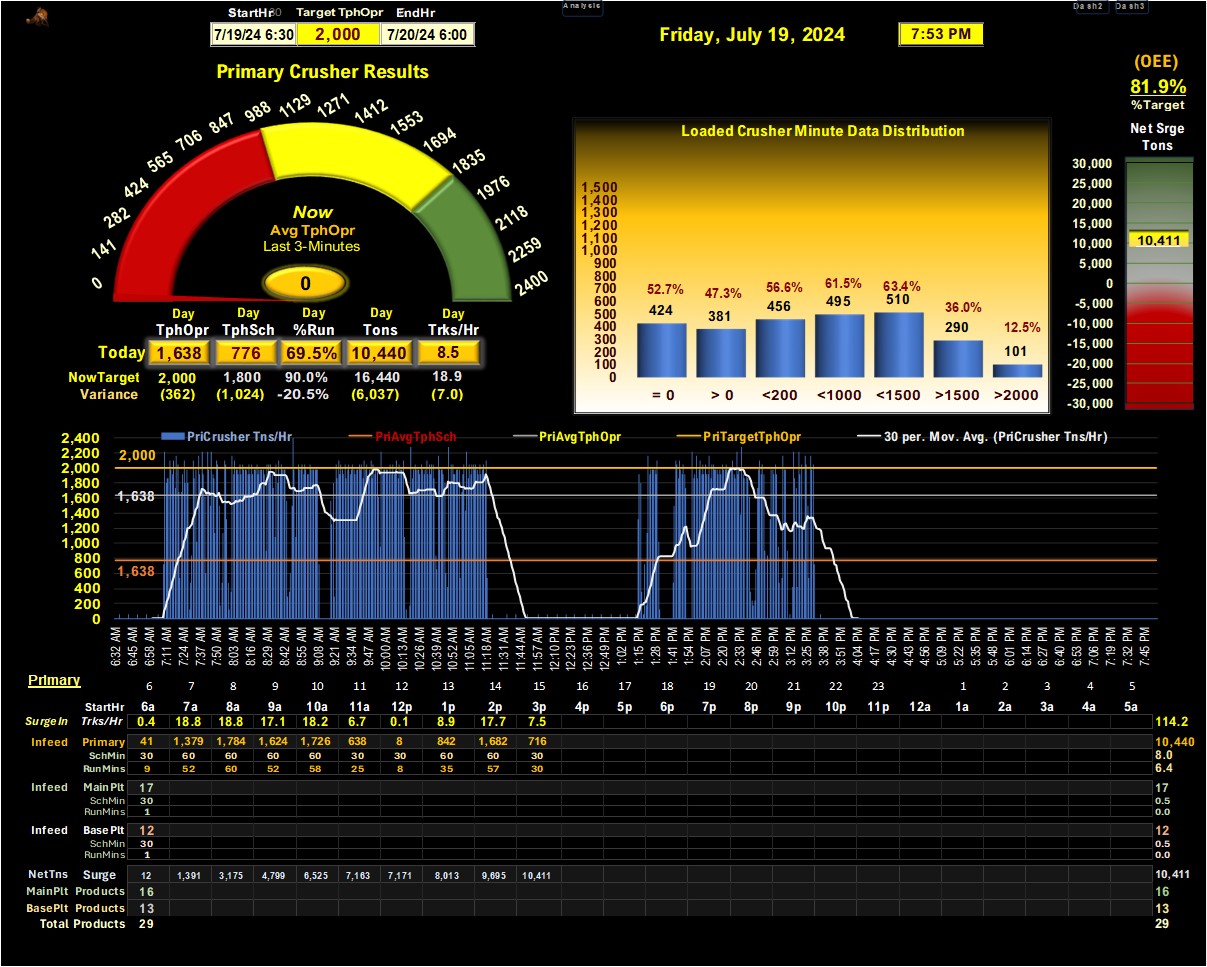 StartHr Target TphOpr EndHr
7/19/24 6:30 2,000 7/20/24 6:00
Analysis
Dash2 Dash3
Friday, July 19, 2024
7:53 PM
Primary Crusher Results
0 141 282 424 565 706 847 988 1129 1271 1412 1553 1694 1835 1976 2118 2259 2400
Now
Avg TphOpr
Last 3-Minutes
0
Day Day Day Day Day
TphOpr TphSch %Run Tons Trks/Hr
Today 1,638 776 69.5% 10,440 8.5
NowTarget 2,000 1,800 90.0% 16,440 18.9
Variance (362) (1,024) -20.5% (6,037) (7.0)
Loaded Crusher Minute Data Distribution
1,500
1,400
1,300
1,200
1,100
1,000
900
800
700
600
500
400
300
200
100
0
52.7% 47.3% 56.6% 61.5% 63.4% 36.0% 12.5%
424 381 456 495 510 290 101
= 0 > 0 <200 <1000 <1500 >1500 >2000
(OEE)
81.9%
%Target
Net Srge
Tons
30,000
25,000
20,000
15,000
10,000
5,000
0
-5,000
-10,000
-15,000
-20,000
-25,000
-30,000
10,411
PriCrusher Tns/Hr PriAvgTphSch PriAvgTphOpr PriTargetTphOpr 30 per. Mov. Avg. (PriCrusher Tns/Hr)
2,400
2,200
2,000
1,800
1,600
1,400
1,200
1,000
800
600
400
200
0
2,000
1,638
1,638
6:32 AM 6:45 AM 6:58 AM 7:11 AM 7:24 AM 7:37 AM 7:50 AM 8:03 AM 8:16 AM 8:29 AM 8:42 AM 8:55 AM 9:08 AM 9:21 AM 9:34 AM 9:47 AM 10:00 AM 10:13 AM 10:26 AM 10:39 AM 10:52 AM 11:05 AM 11:18 AM 11:31 AM 11:44 AM 11:57 AM 12:10 PM 12:23 PM 12:36 PM 12:49 PM 1:02 PM 1:15 PM 1:28 PM 1:41 PM 1:54 PM 2:07 PM 2:20 PM 2:33 PM 2:46 PM 2:59 PM 3:12 PM 3:25 PM 3:38 PM 3:51 PM 4:04 PM 4:17 PM 4:30 PM 4:43 PM 4:56 PM 5:09 PM 5:22 PM 5:35 PM 5:48 PM 6:01 PM 6:14 PM 6:27 PM 6:40 PM 6:53 PM 7:06 PM 7:19 PM 7:32 PM 7:45 PM
Primary
6 7 8 9 10 11 12 13 14 15 16 17 18 19 20 21 22 23 1 2 3 4 5
StartHr 6a 7a 8a 9a 10a 11a 12p 1p 2p 3p 4p 5p 6p 7p 8p 9p 10p 11p 12a 1a 2a 3a 4a 5a
SurgeIn Trks/Hr 0.4 18.8 18.8 17.1 18.2 6.7 0.1 8.9 17.7 7.5 114.2
Infeed Primary 41 1,379 1,784 1,624 1,726 638 8 842 1,682 716 10,440
SchMin 30 60 60 60 60 30 30 60 60 30 8.0
RunMins 9 52 60 52 58 25 8 35 57 30 6.4
Infeed MainPlt 17 17
SchMin 30 0.5
RunMins 1 0.0
Infeed BasePlt 12 12
SchMin 30 0.5
RunMins 1 0.0
NetTns Surge 12 1,391 3,175 4,799 6,525 7,163 7,171 8,013 9,695 10,411 10,411
MainPlt Products 16 16
BasePlt Products 13 13
Total Products 29 29